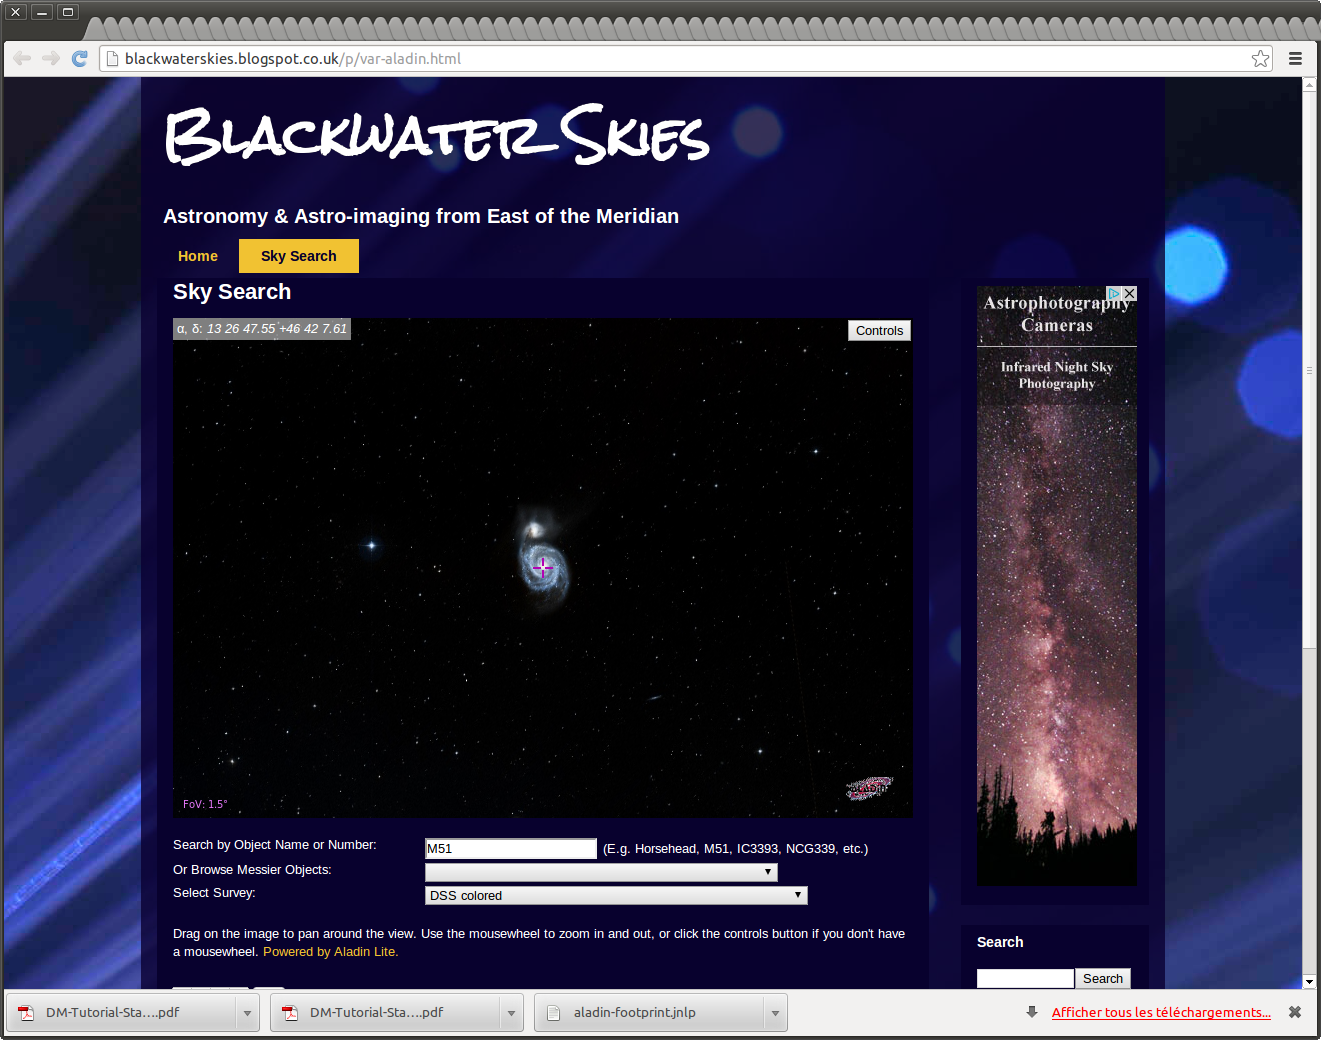 blackwaterskies.blogspot.co.uk/p/var-aladin.html
Blackwater Skies
Astronomy & Astro-imaging from East of the Meridian
Home
Sky Search
Sky Search
α, δ: 13 26 47.55 +46 42 7.61
Controls
FoV: 1.5°
Search by Object Name or Number:
M51
(E.g. Horsehead, M51, IC3393, NCG339, etc.)
Or Browse Messier Objects:
Select Survey:
DSS colored
Drag on the image to pan around the view. Use the mousewheel to zoom in and out, or click the controls button if you don't have
a mousewheel. Powered by Aladin Lite.
Astrophotography
Cameras
Infrared Night Sky
Photography
Search
Search
DM-Tutorial-Sta....pdf
DM-Tutorial-Sta....pdf
aladin-footprint.jnlp
Afficher tous les téléchargements...